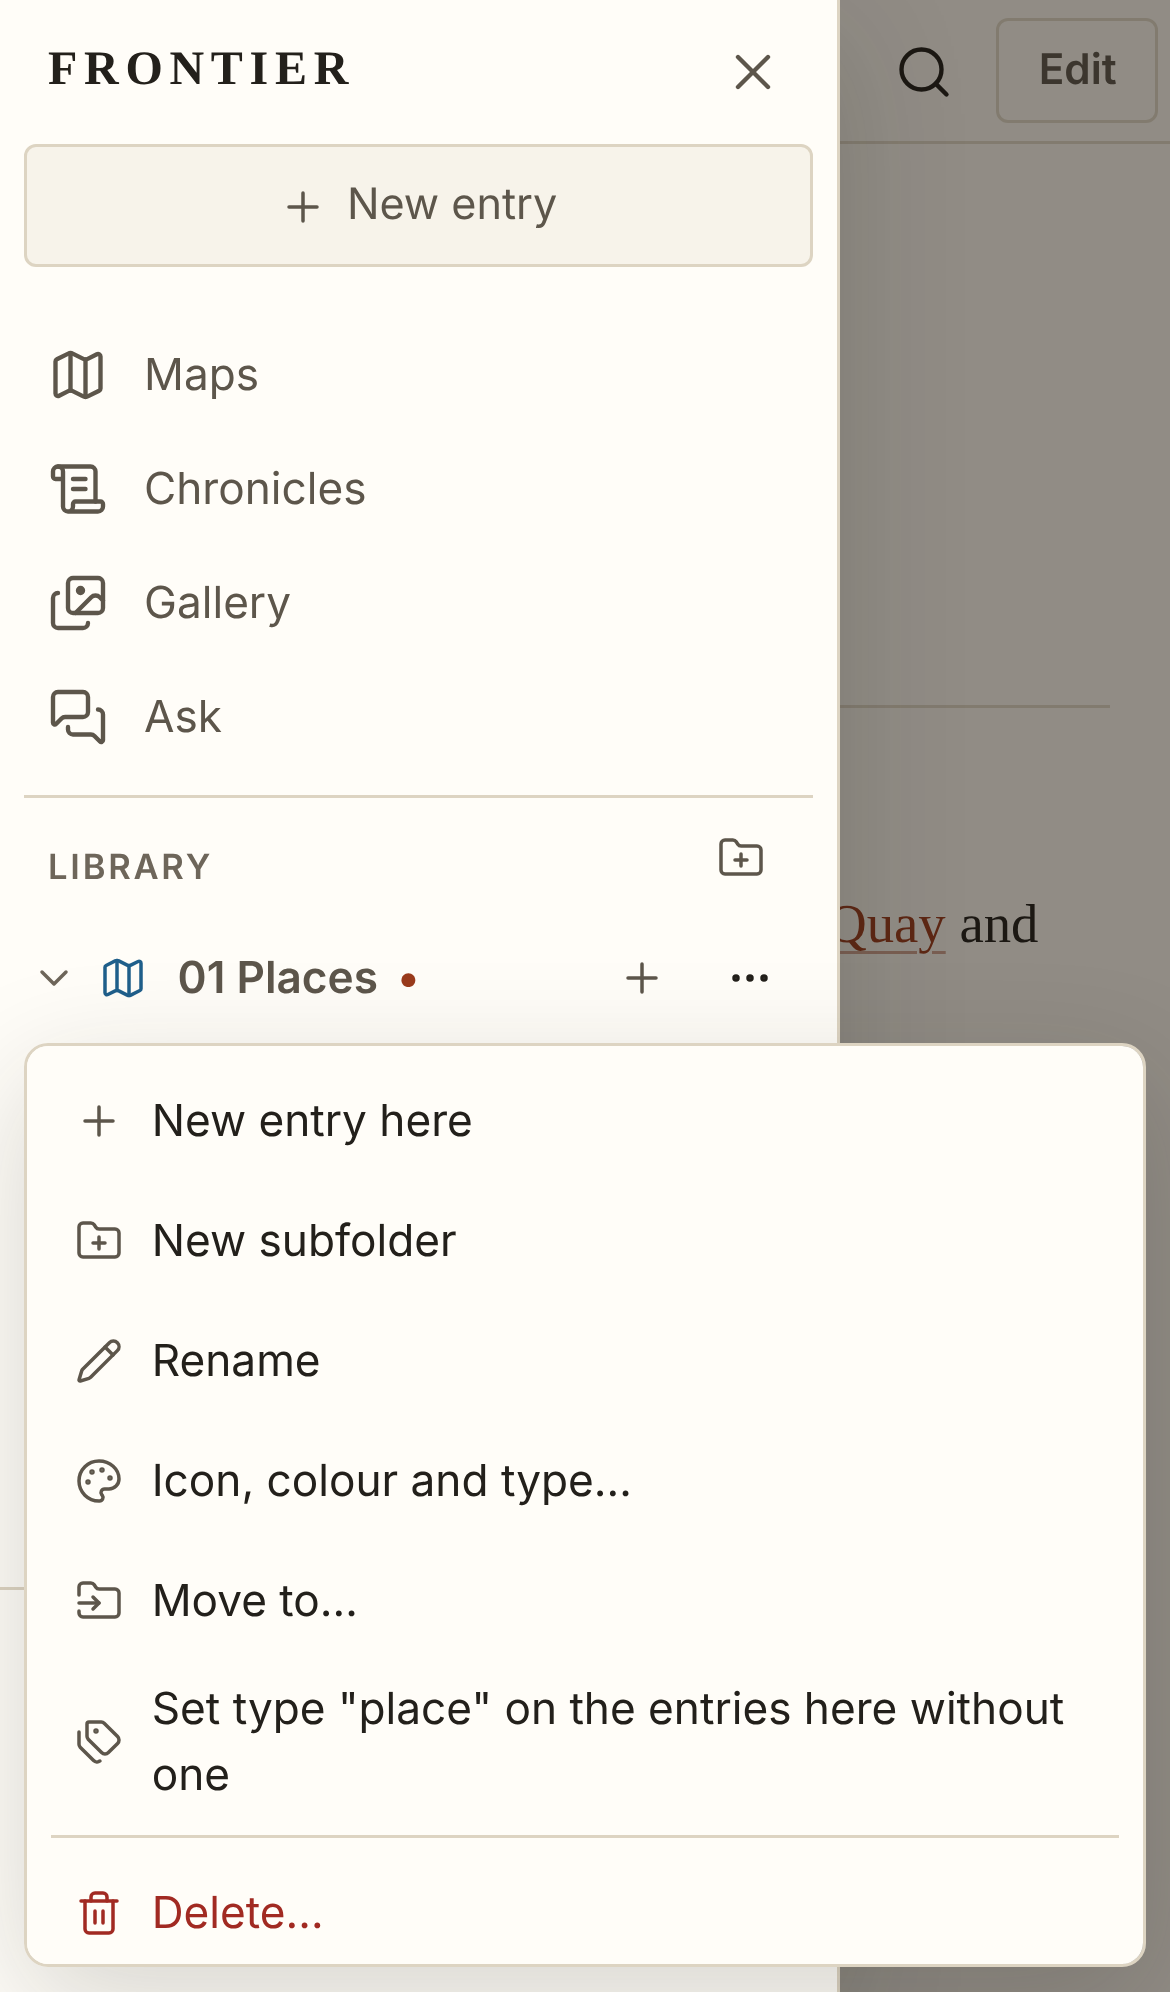 FRONTIER
Edit
New entry
Maps
Chronicles
Gallery
Ask
LIBRARY
Quay and
01 Places
New entry here
New subfolder
Rename
Icon, colour and type...
Move to...
Set type "place" on the entries here without
one
Delete...